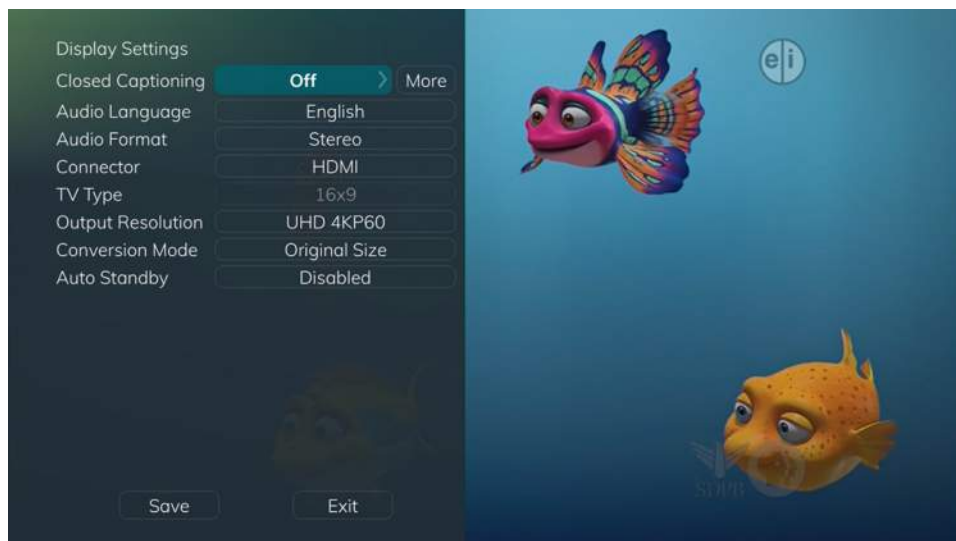 Display Settings
Closed Captioning Off More
Audio Language English
Audio Format Stereo
Connector HDMI
TV Type 16x9
Output Resolution UHD 4KP60
Conversion Mode Original Size
Auto Standby Disabled
Save Exit
e i
SDPB